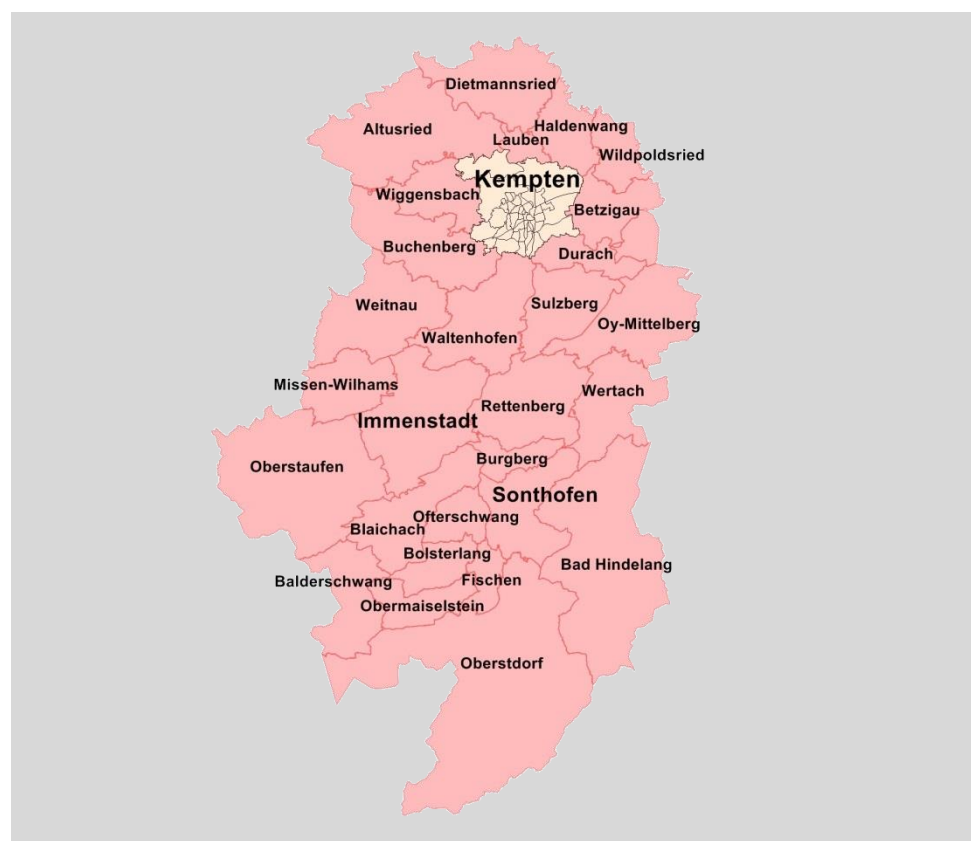 Dietmannsried
Haldenwang
Altusried
Lauben
Wildpoldsried
Kempten
Wiggensbach
Betzigau
Buchenberg
Durach
Weitnau
Sulzberg
Oy-Mittelberg
Waltenhofen
Missen-Wilhams
Wertach
Rettenberg
Immenstadt
Burgberg
Oberstaufen
Sonthofen
Ofterschwang
Blaichach
Bolsterlang
Bad Hindelang
Balderschwang
Fischen
Obermaiselstein
Oberstdorf